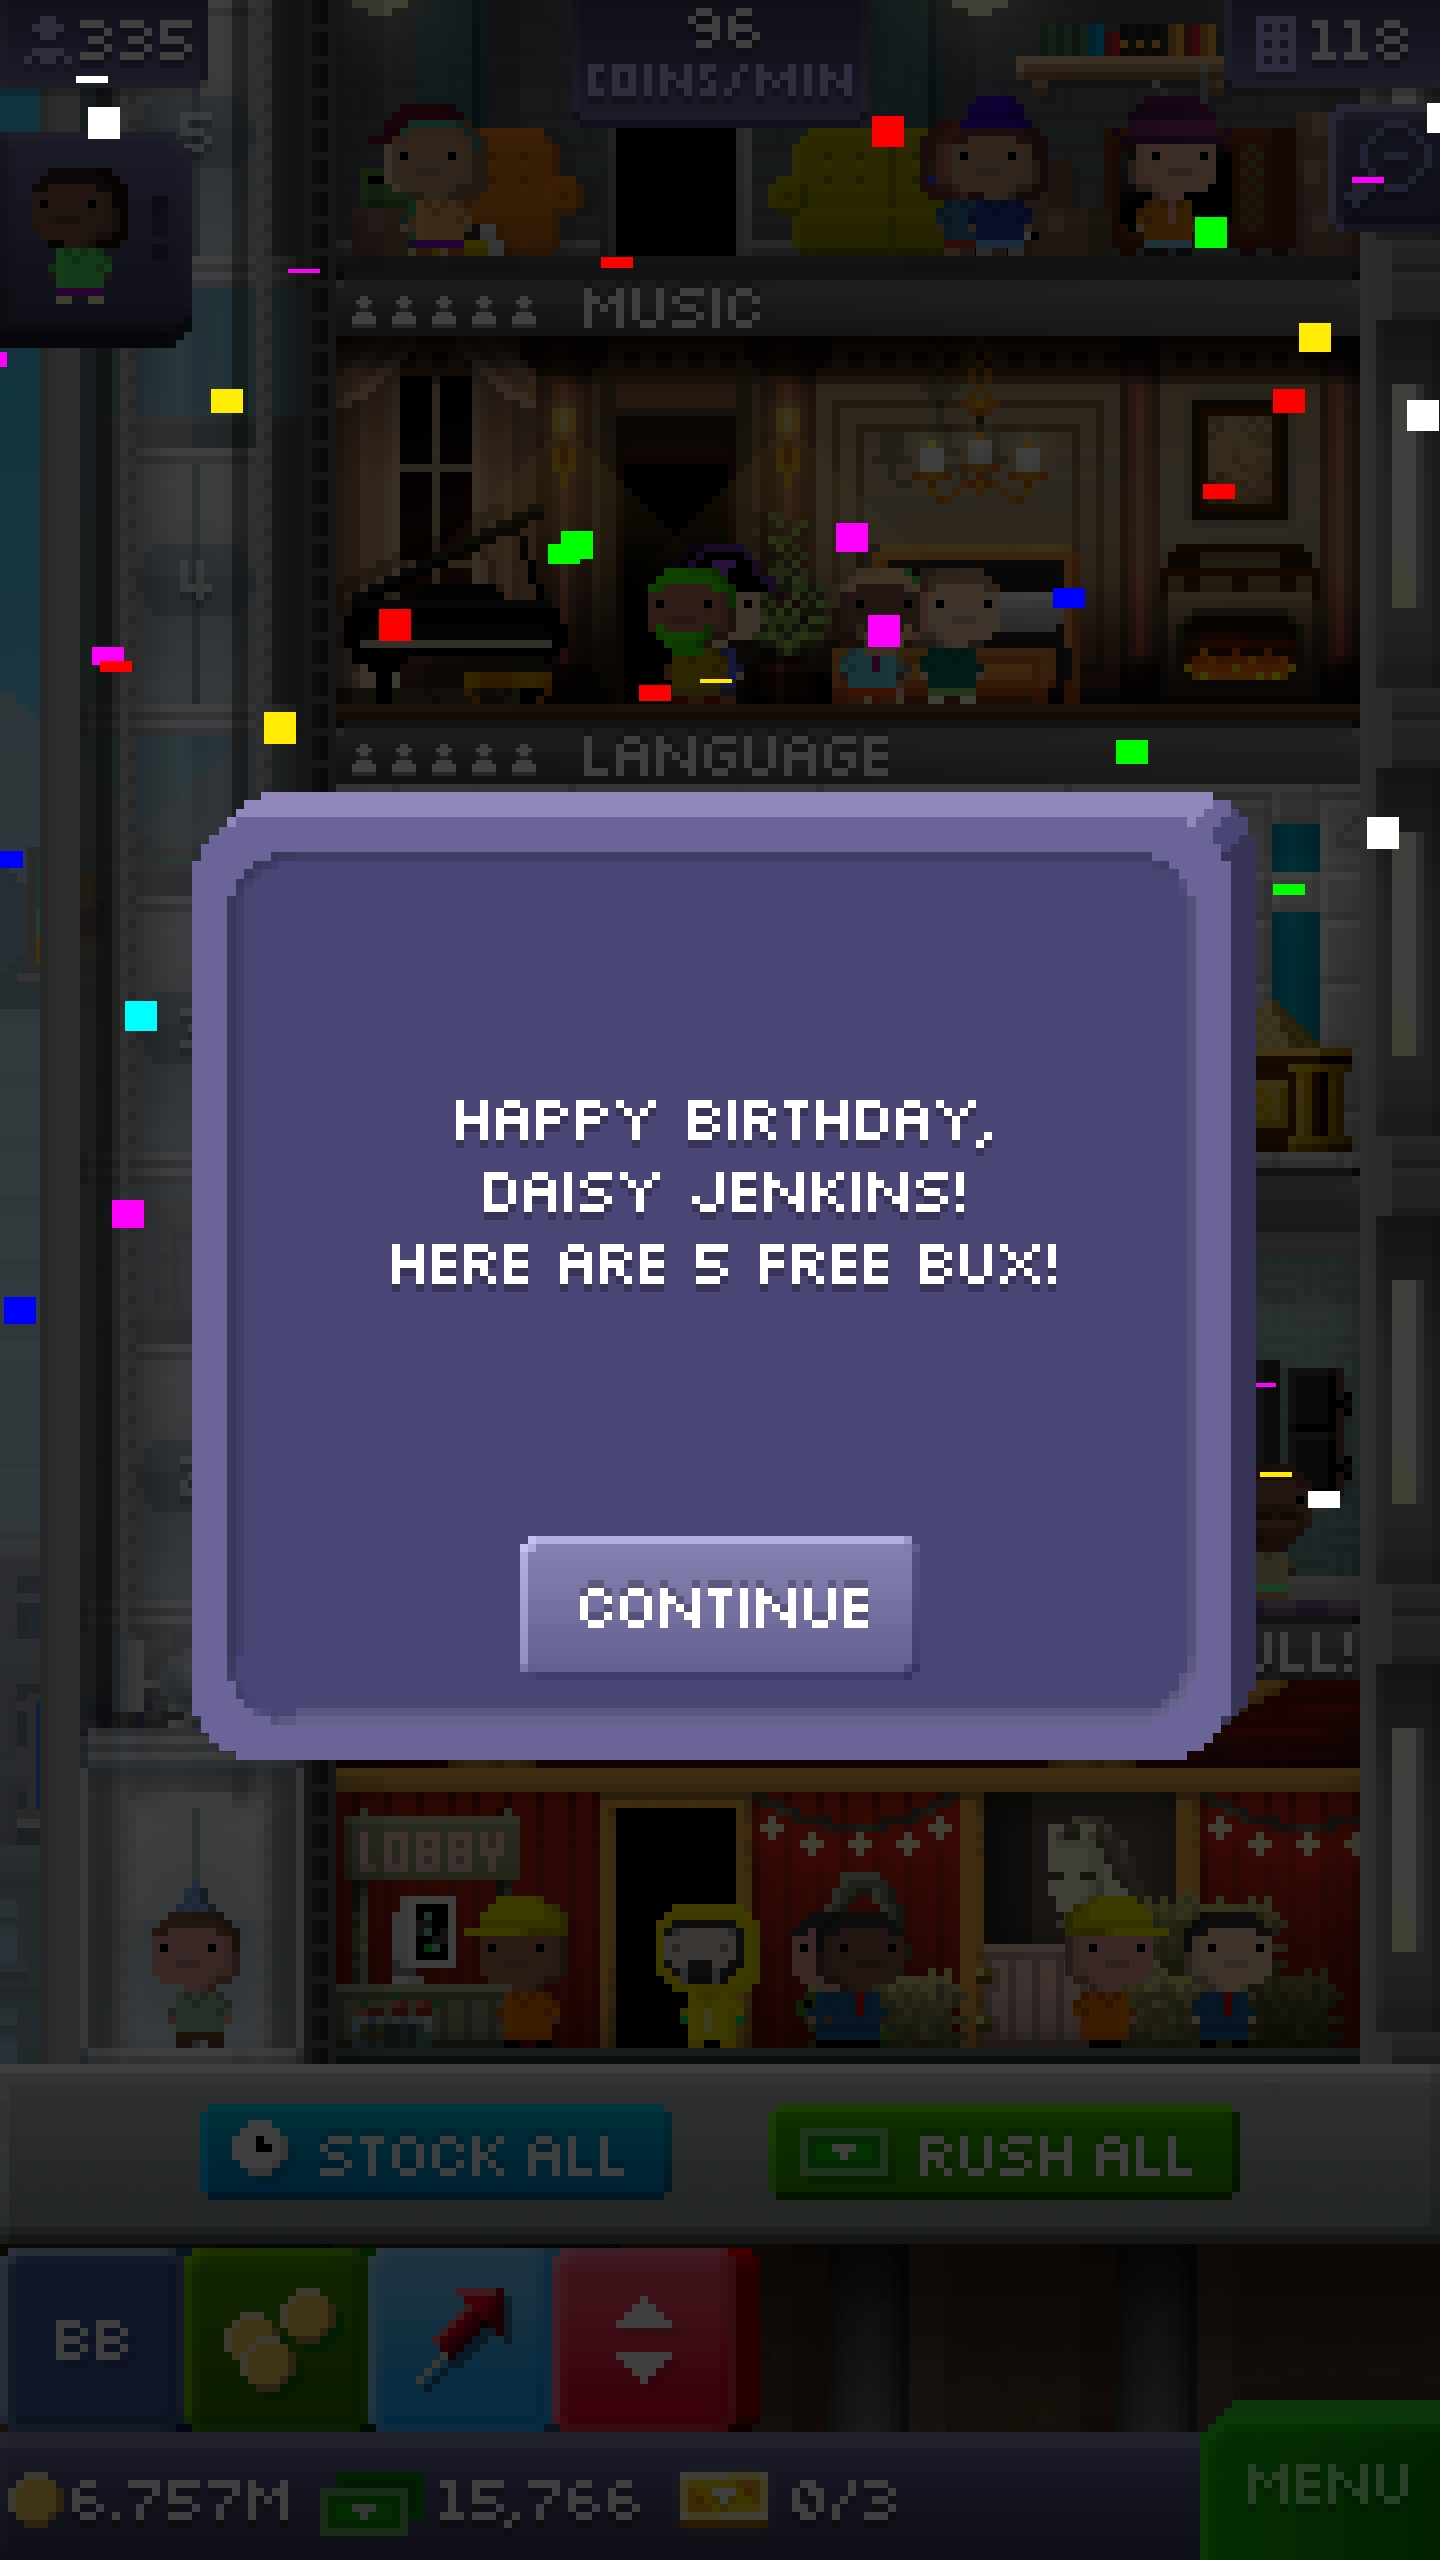 335
96
COINS/MIN
118
5
MUSIC
4
LANGUAGE
HAPPY BIRTHDAY,
DAISY JENKINS!
HERE ARE 5 FREE BUX!
CONTINUE
ULL!
LOBBY
STOCK ALL
RUSH ALL
BB
6.757M
15,766
0/3
MENU